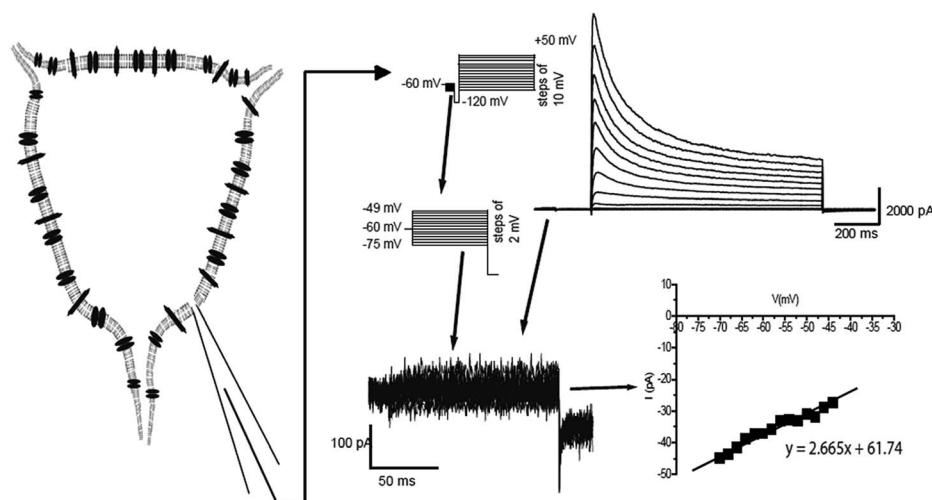 +50 mV
-60 mV
-120 mV
steps of
10 mV
2000 pA
200 ms
-49 mV
-60 mV
-75 mV
steps of
2 mV
100 pA
50 ms
V(mV)
-80 -75 -70 -65 -60 -55 -50 -45 -40 -35 -30
10
0
-10
-20
-30
-40
-50
I (pA)
y = 2.665x + 61.74